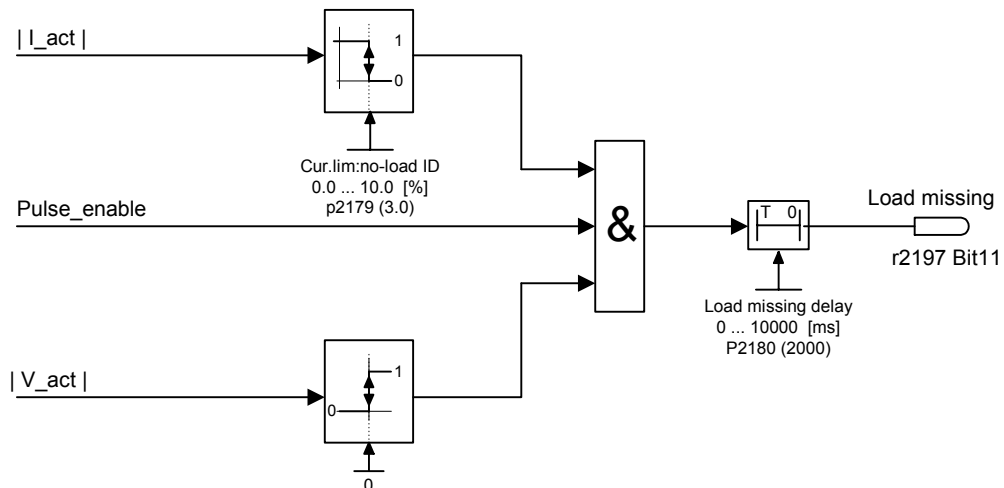 | I_act |
1
0
Cur.lim:no-load ID
0.0 ... 10.0 [%]
p2179 (3.0)
Pulse_enable
&
T 0
Load missing
r2197 Bit11
Load missing delay
0 ... 10000 [ms]
P2180 (2000)
| V_act |
1
0
0